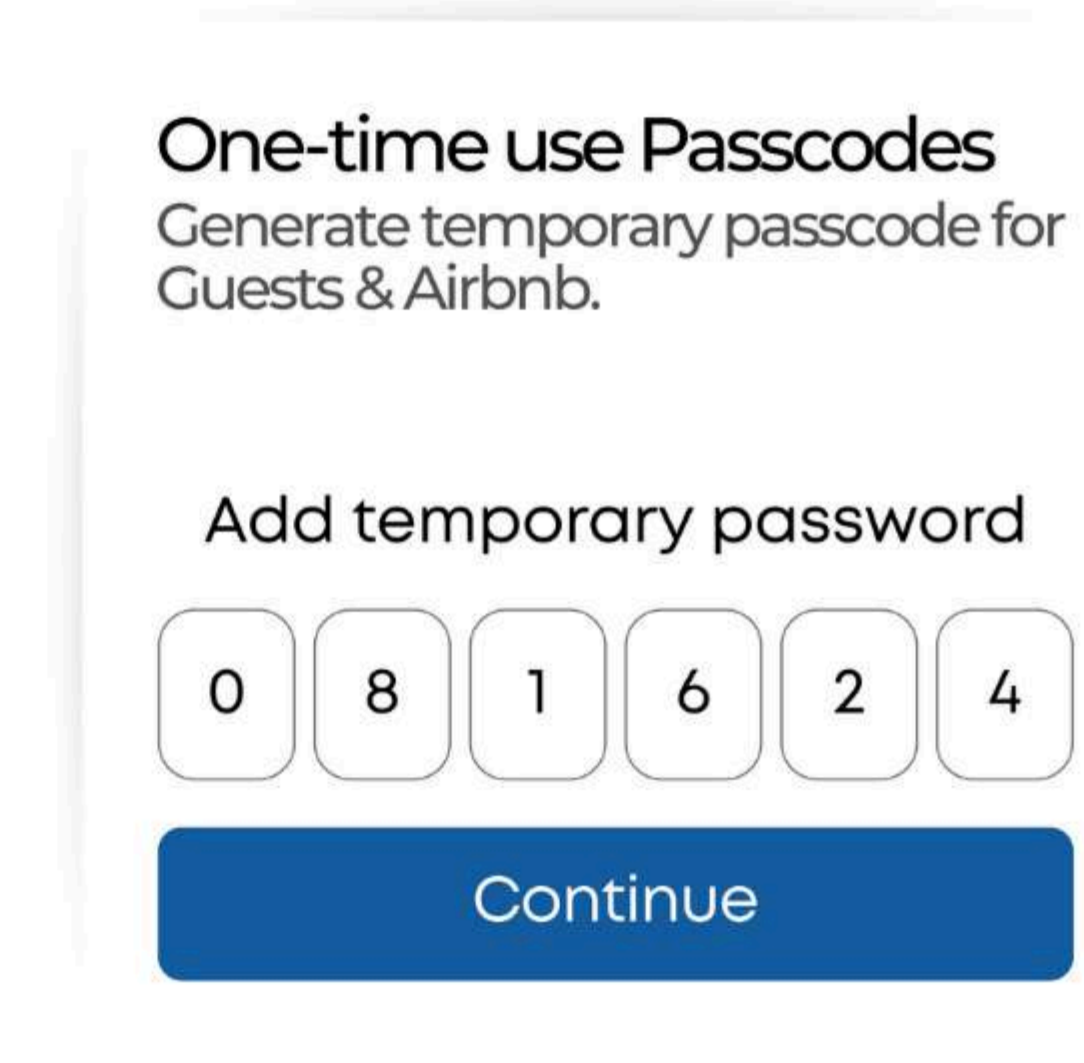 One-time use Passcodes
Generate temporary passcode for
Guests & Airbnb.
Add temporary password
0 8 1 6 2 4
Continue